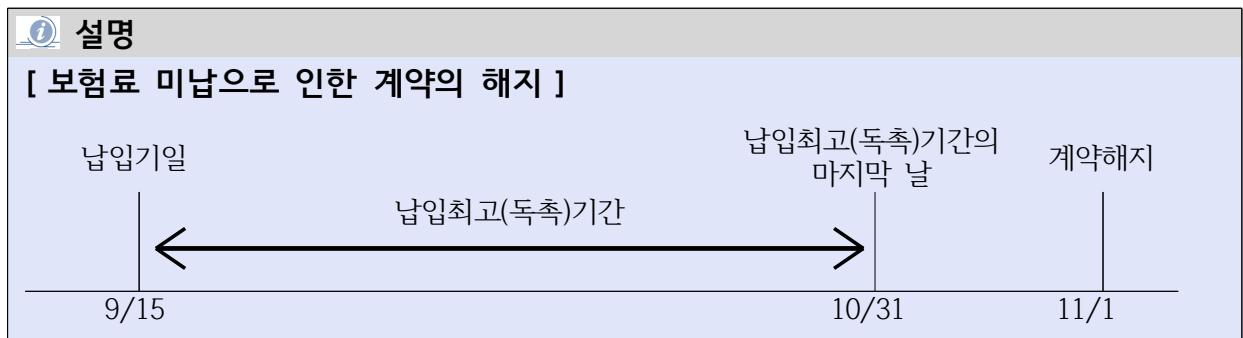 설명
[ 보험료 미납으로 인한 계약의 해지 ]
납입기일
납입최고(독촉)기간의
마지막 날
계약해지
납입최고(독촉)기간
9/15
10/31
11/1